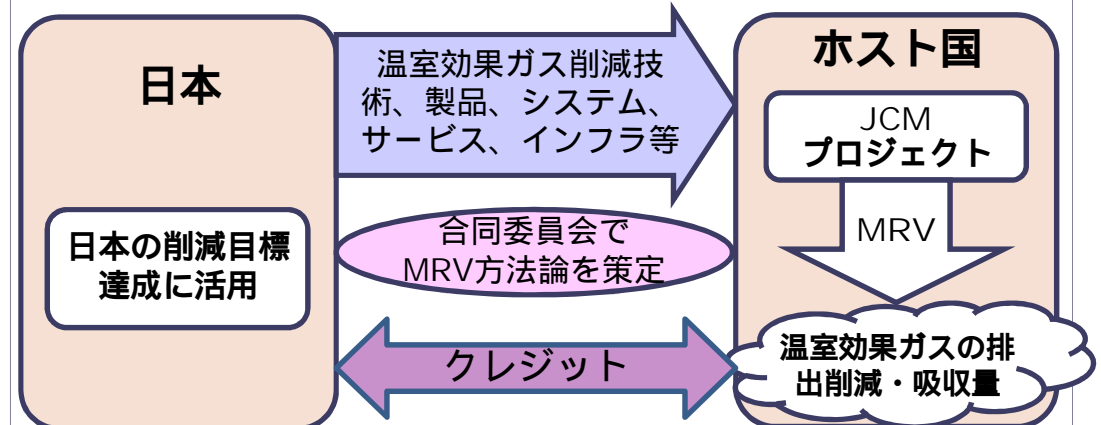 日本
日本の削減目標
達成に活用
温室効果ガス削減技
術、製品、システム、
サービス、インフラ等
合同委員会で
MRV方法論を策定
クレジット
ホスト国
JCM
プロジェクト
MRV
温室効果ガスの排
出削減・吸収量